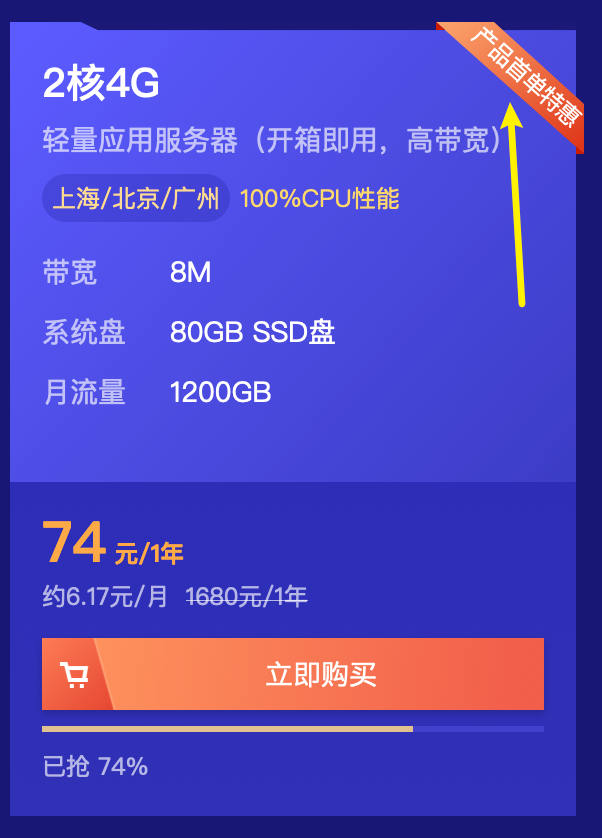 产品首单特惠
2核4G
轻量应用服务器（开箱即用，高带宽）
上海/北京/广州 100%CPU性能
带宽 8M
系统盘 80GB SSD盘
月流量 1200GB
74 元/1年
约6.17元/月 1680元/1年
立即购买
已抢 74%